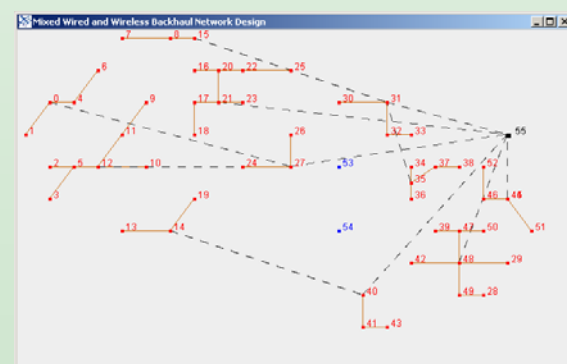 Mixed Wired and Wireless Backhaul Network Design
7 8 15
6 16 20 22 25
0 4 9 17 21 23 30 31
1 11 18 26 32 33 55
2 5 12 10 24 27 53 34 37 38 52
35
3 19 36 46
13 14 54 39 47 50 51
42 48 29
40 49 28
41 43